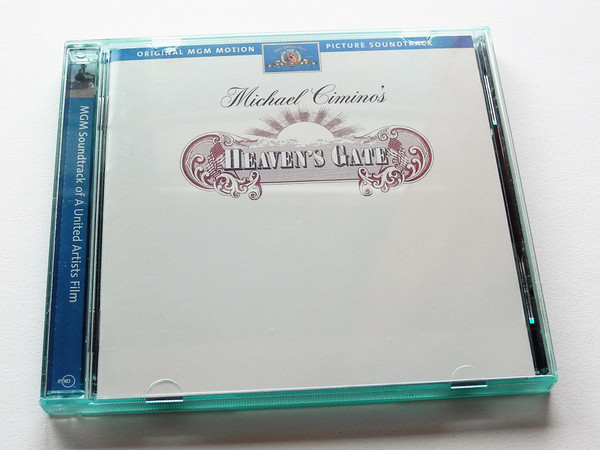 ORIGINAL MGM MOTION PICTURE SOUNDTRACK
Michael Cimino's
HEAVEN'S GATE
MGM Soundtrack of A United Artists Film